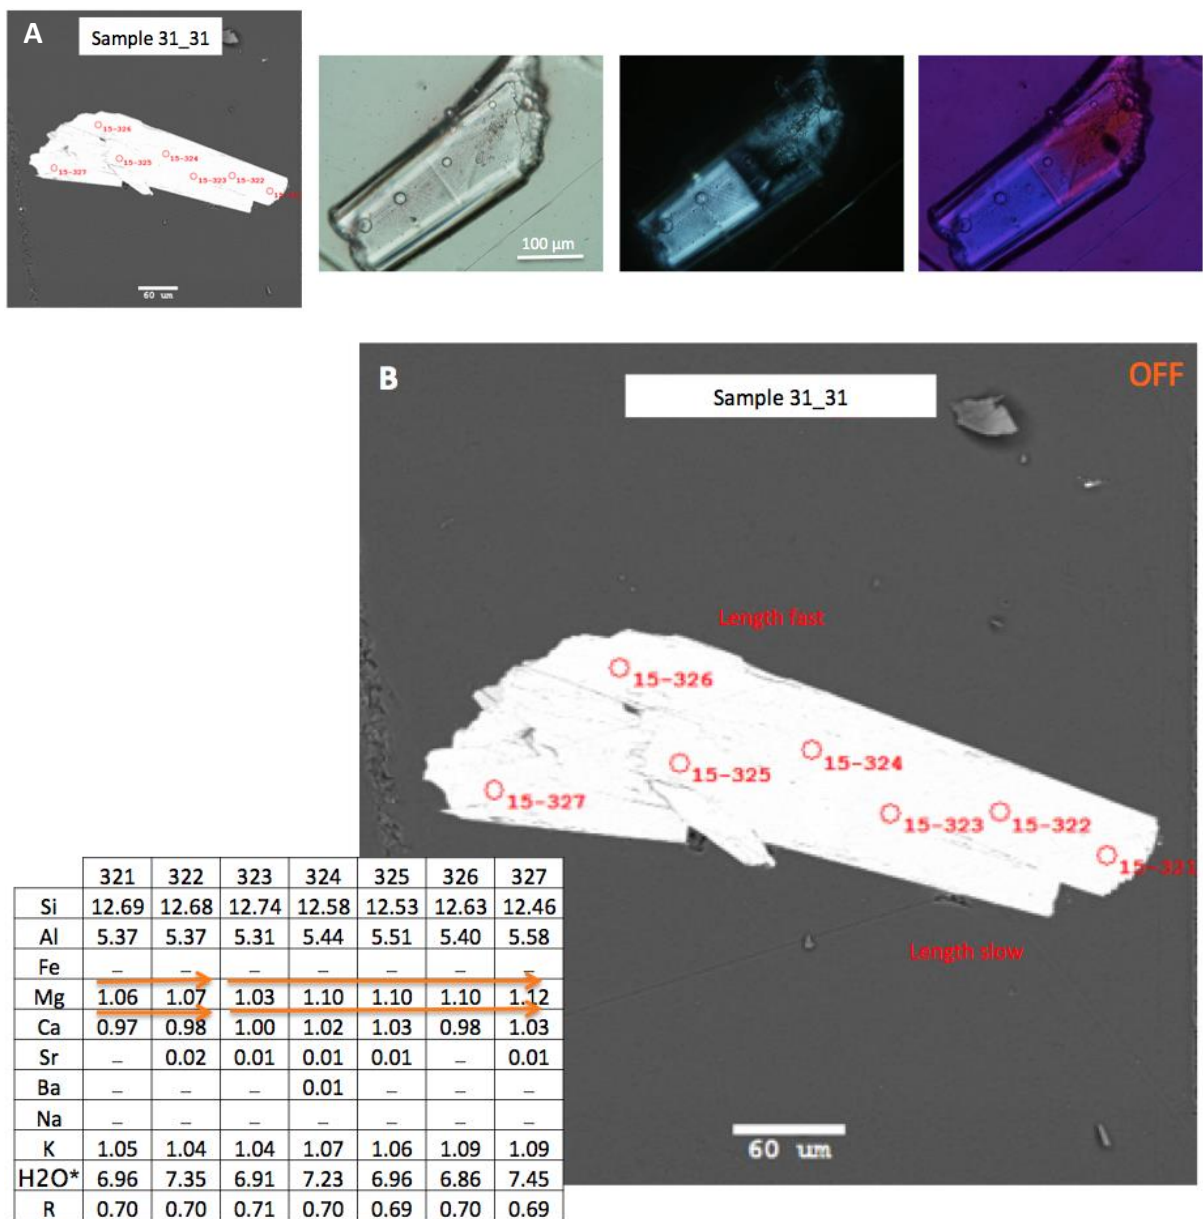 A
Sample 31_31
15-326
15-325
15-324
15-327
15-323
15-322
60 um
100 µm
B
Sample 31_31
OFF
Length fast
15-326
15-324
15-325
15-327
15-323
15-322
15-321
Length slow
60 um
321 322 323 324 325 326 327
Si 12.69 12.68 12.74 12.58 12.53 12.63 12.46
Al 5.37 5.37 5.31 5.44 5.51 5.40 5.58
Fe – – – – – – –
Mg 1.06 1.07 1.03 1.10 1.10 1.10 1.12
Ca 0.97 0.98 1.00 1.02 1.03 0.98 1.03
Sr – 0.02 0.01 0.01 0.01 – 0.01
Ba – – – 0.01 – – –
Na – – – – – – –
K 1.05 1.04 1.04 1.07 1.06 1.09 1.09
H2O* 6.96 7.35 6.91 7.23 6.96 6.86 7.45
R 0.70 0.70 0.71 0.70 0.69 0.70 0.69